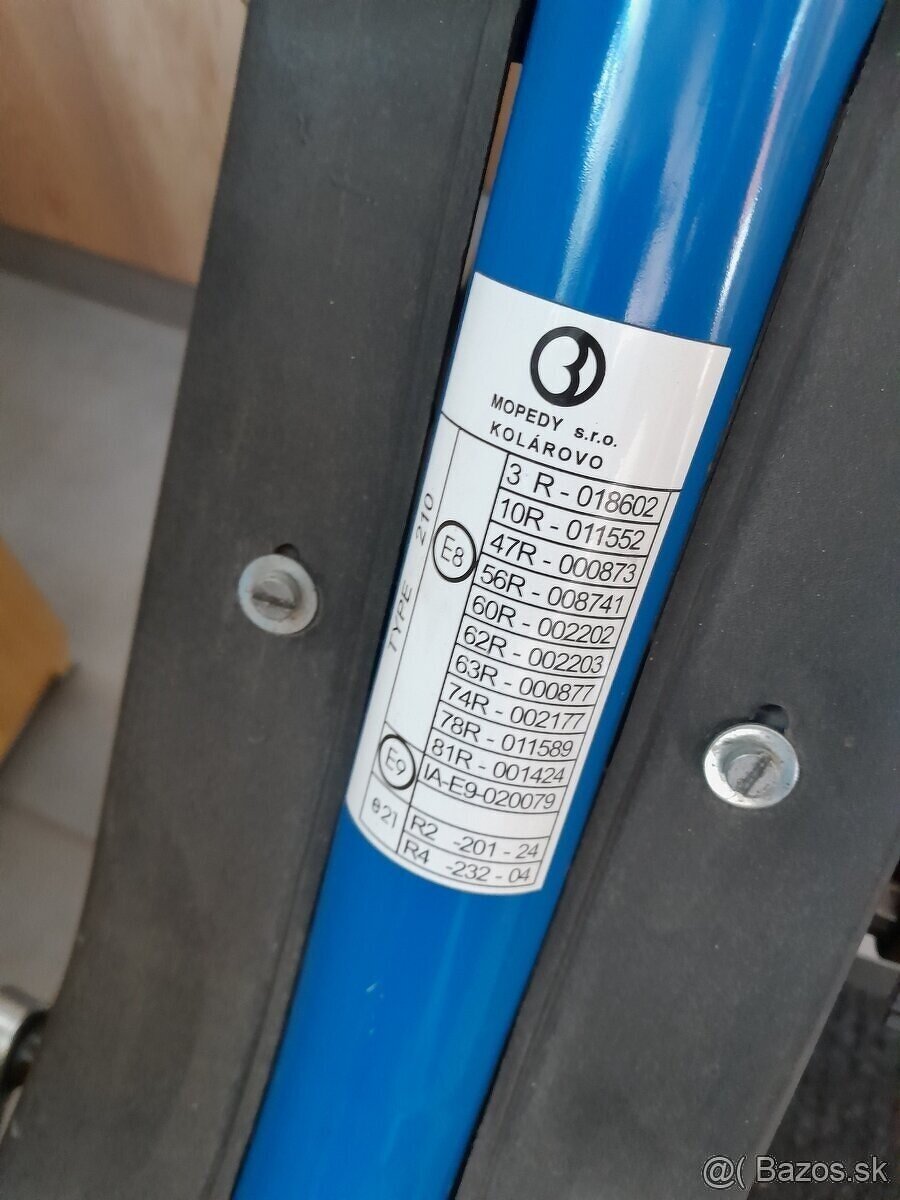 MOPEDY s.r.o.
KOLÁROVO
TYPE 210
E8
3 R - 018602
10R - 011552
47R - 000873
56R - 008741
60R - 002202
62R - 002203
63R - 000877
74R - 002177
78R - 011589
81R - 001424
E9
IA-E9-020079
e21
R2 -201 - 24
R4 -232 - 04
@( Bazos.sk